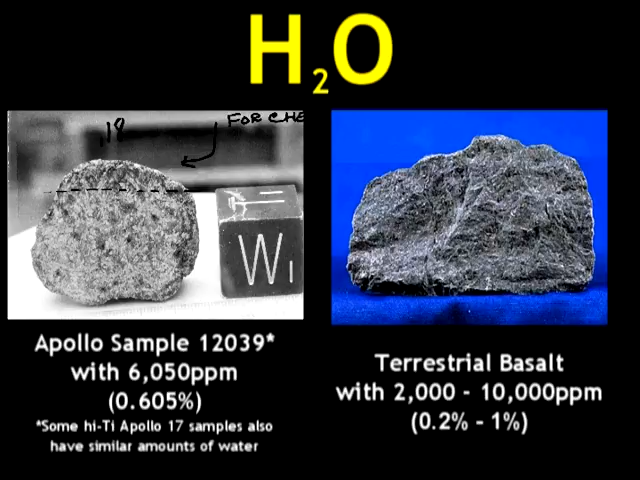 H2O
,18
FOR CHE
W1
Apollo Sample 12039*
with 6,050ppm
(0.605%)
*Some hi-Ti Apollo 17 samples also
have similar amounts of water
Terrestrial Basalt
with 2,000 - 10,000ppm
(0.2% - 1%)